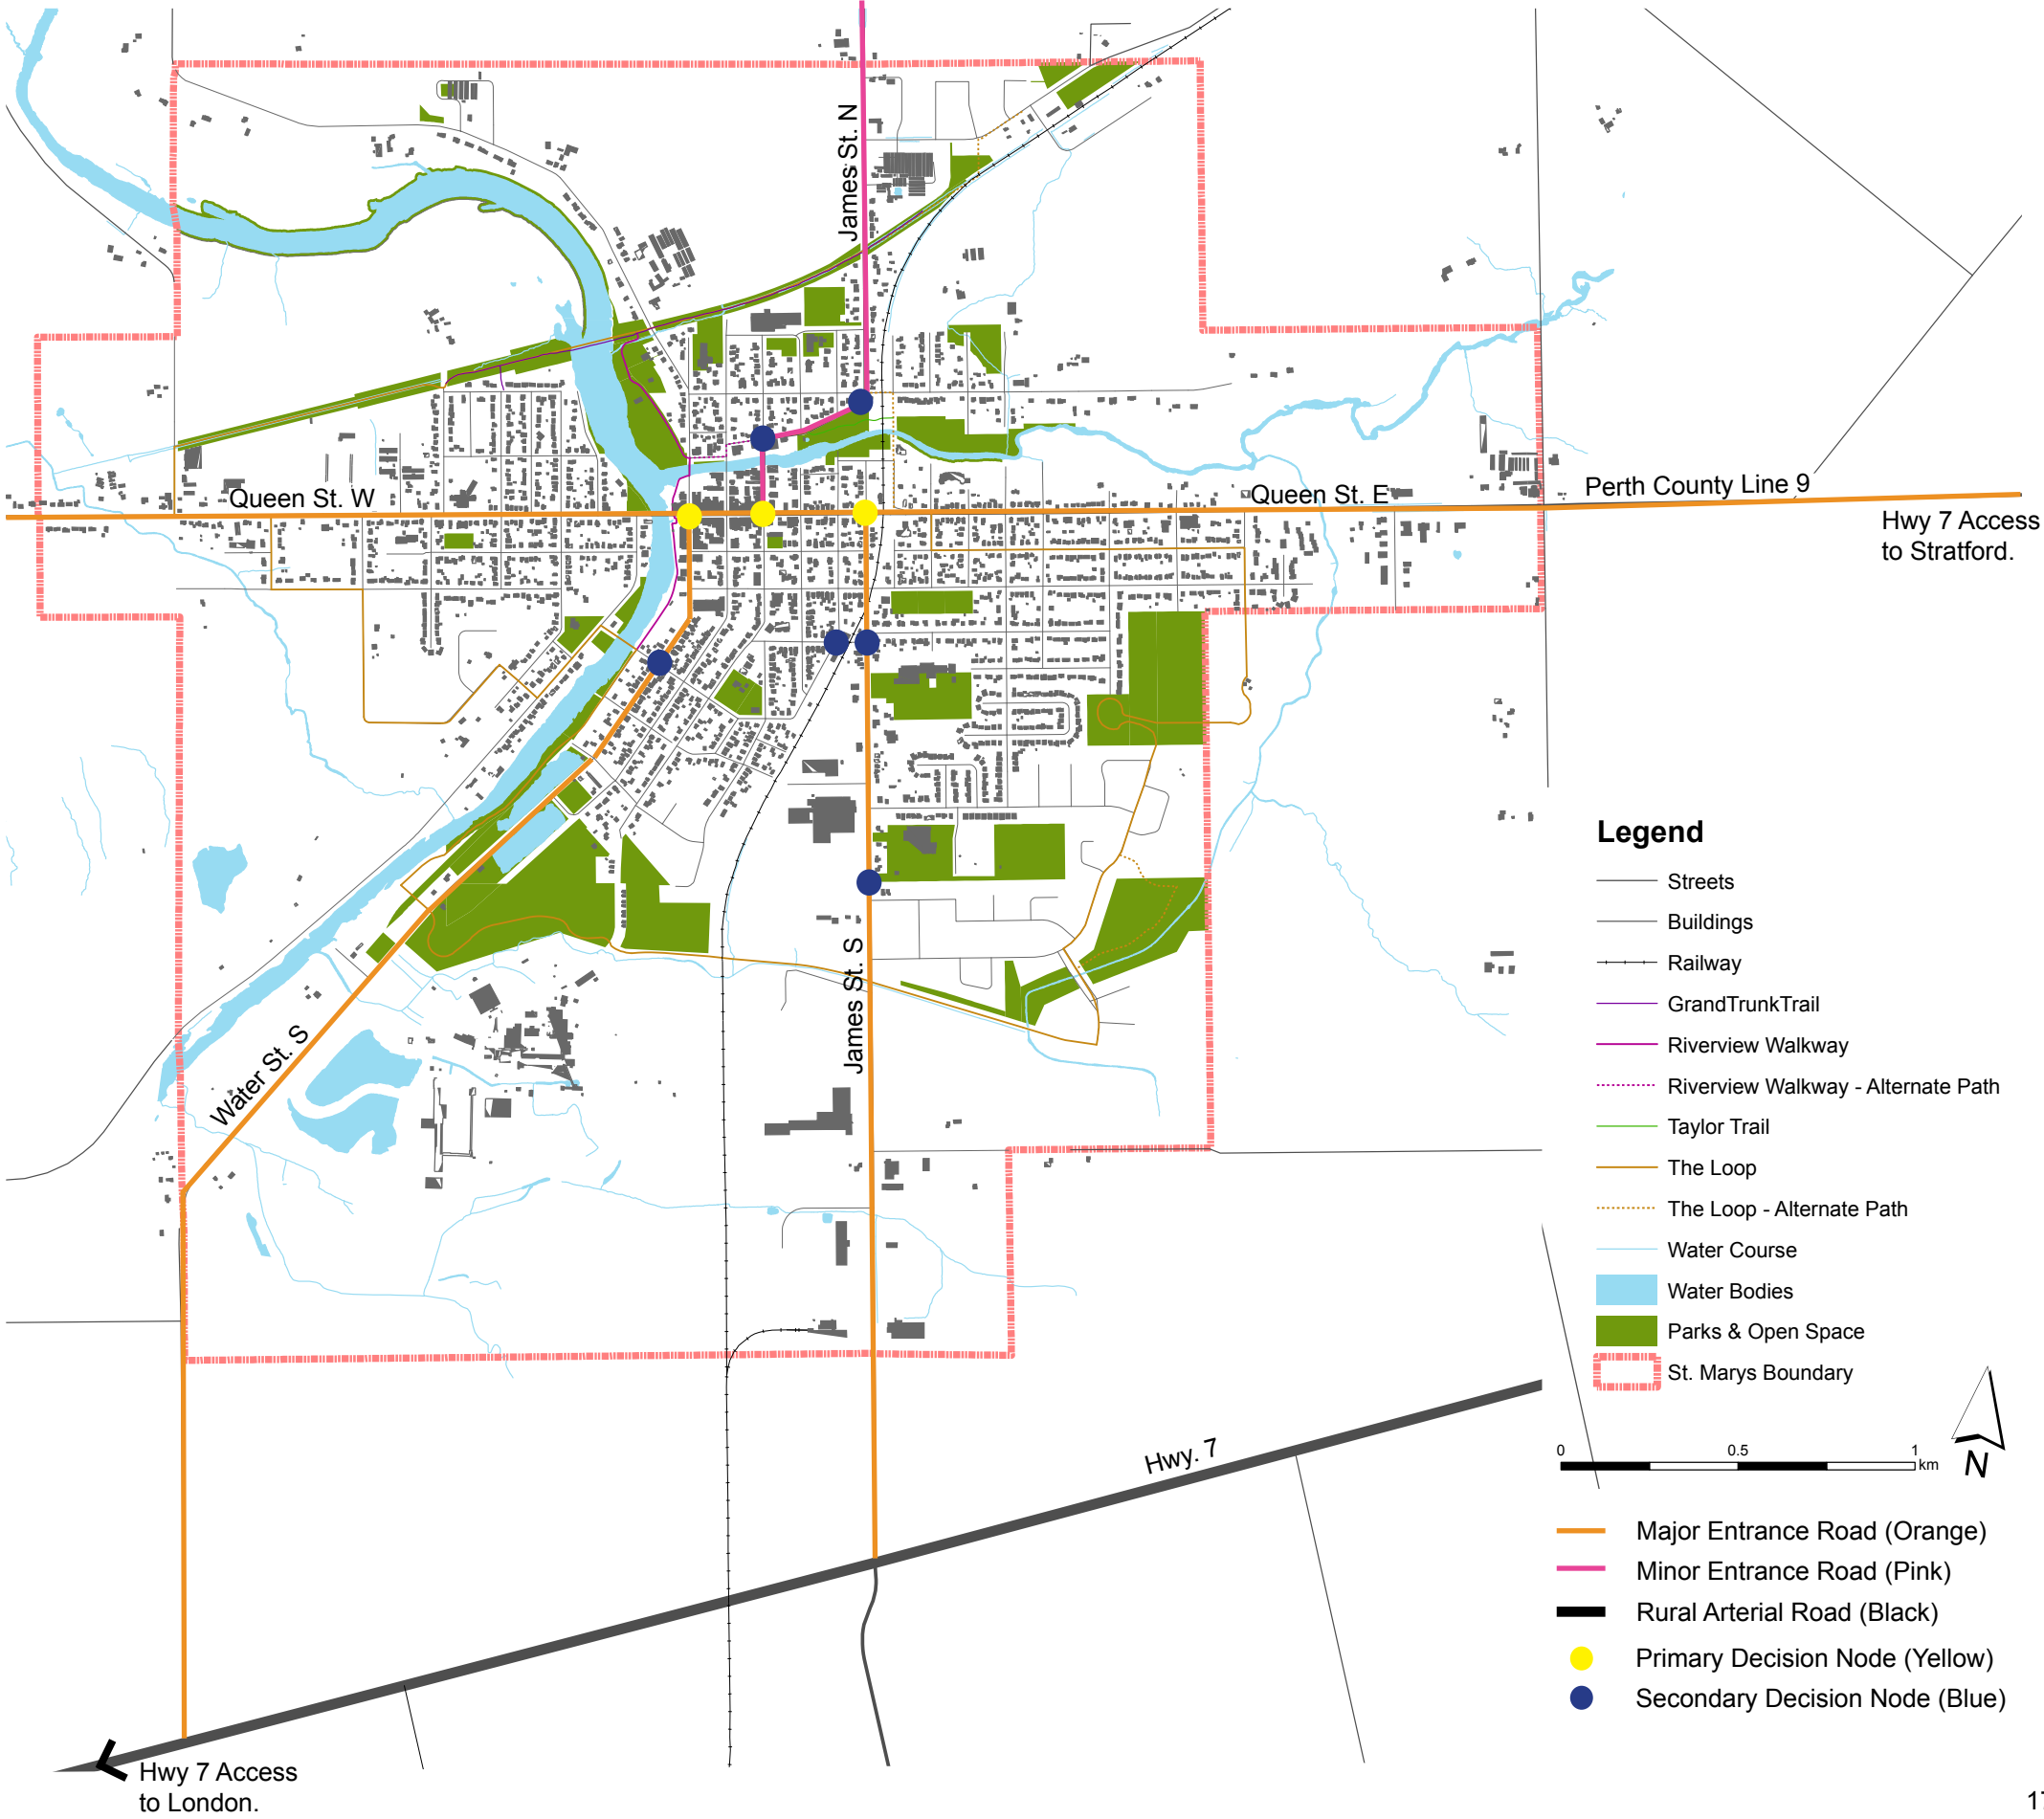 James St. N
Queen St. W
Queen St. E
Perth County Line 9
Hwy 7 Access
to Stratford.
Water St. S
James St. S
Hwy. 7
Hwy 7 Access
to London.
Legend
Streets
Buildings
Railway
GrandTrunkTrail
Riverview Walkway
Riverview Walkway - Alternate Path
Taylor Trail
The Loop
The Loop - Alternate Path
Water Course
Water Bodies
Parks & Open Space
St. Marys Boundary
0 0.5 1
km
N
Major Entrance Road (Orange)
Minor Entrance Road (Pink)
Rural Arterial Road (Black)
Primary Decision Node (Yellow)
Secondary Decision Node (Blue)